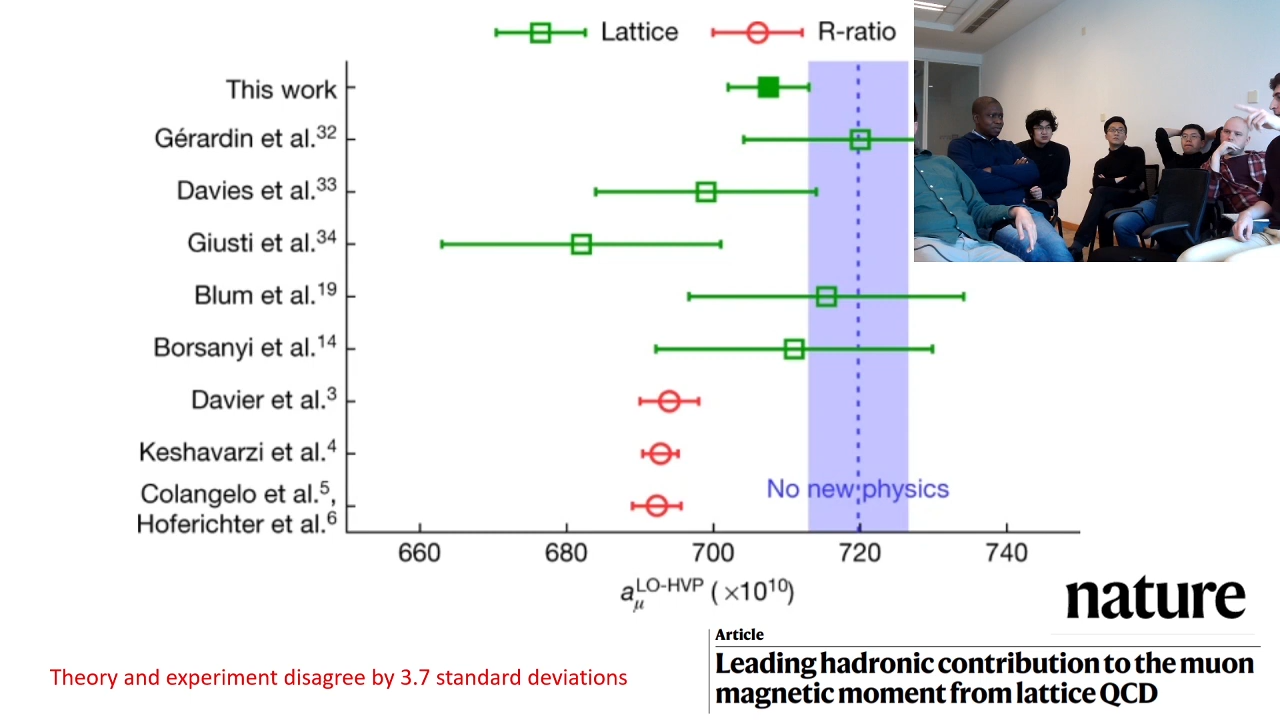 Lattice
R-ratio
This work
Gérardin et al.32
Davies et al.33
Giusti et al.34
Blum et al.19
Borsanyi et al.14
Davier et al.3
Keshavarzi et al.4
Colangelo et al.5,
Hoferichter et al.6
No new physics
660 680 700 720 740
aμLO-HVP (×1010)
nature
Article
Leading hadronic contribution to the muon
magnetic moment from lattice QCD
Theory and experiment disagree by 3.7 standard deviations